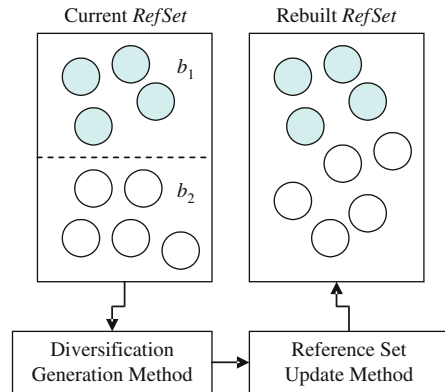 Current RefSet
Rebuilt RefSet
b1
b2
Diversification
Generation Method
Reference Set
Update Method